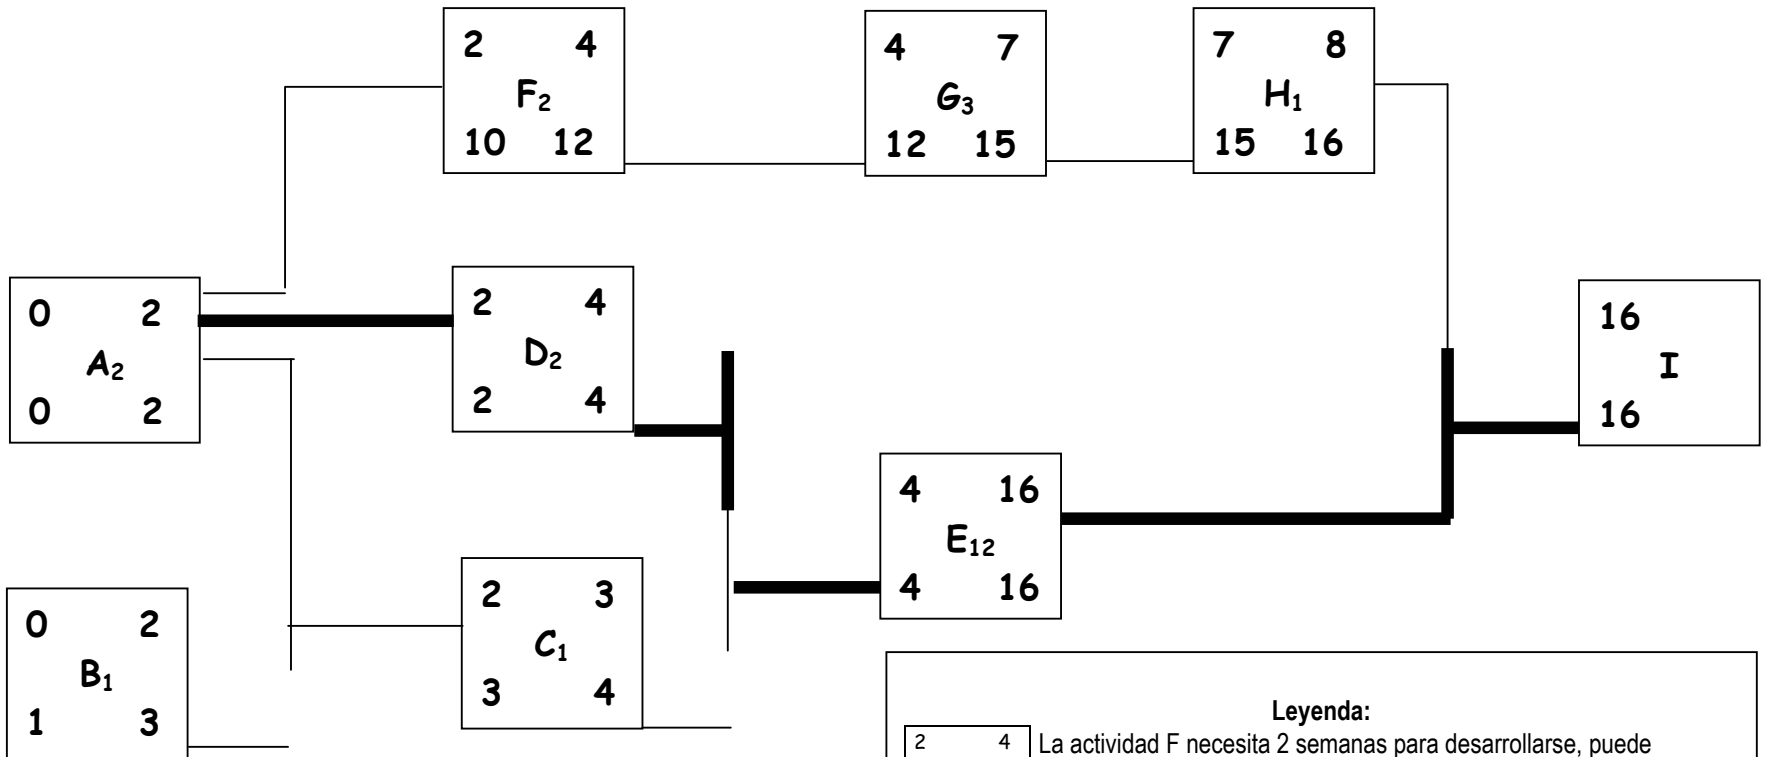 2 4
F2
10 12
4 7
G3
12 15
7 8
H1
15 16
0 2
A2
0 2
2 4
D2
2 4
16
I
16
4 16
E12
4 16
0 2
B1
1 3
2 3
C1
3 4
Leyenda:
2 4 La actividad F necesita 2 semanas para desarrollarse, puede